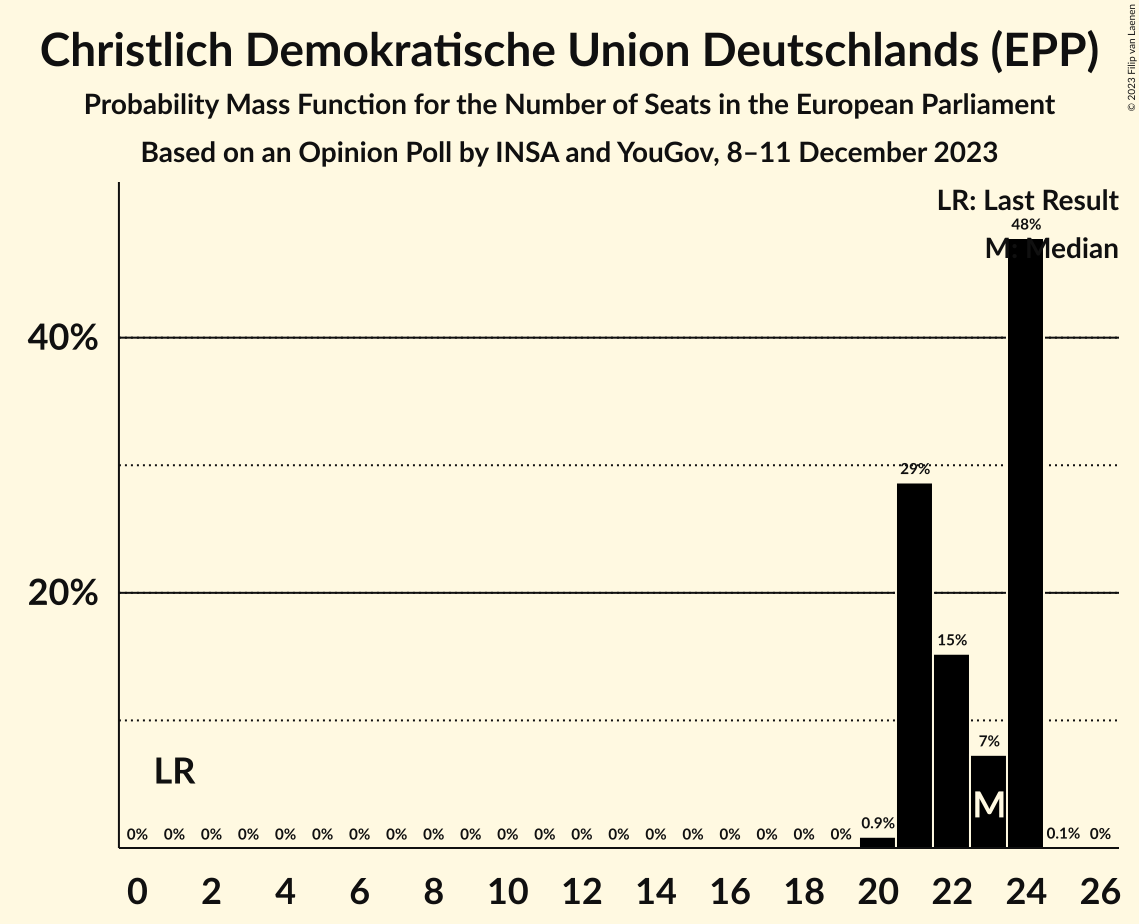 Christlich Demokratische Union Deutschlands (EPP)
Probability Mass Function for the Number of Seats in the European Parliament
Based on an Opinion Poll by INSA and YouGov, 8–11 December 2023
© 2023 Filip van Laenen
LR: Last Result
48%
M: Median
40%
29%
20%
15%
7%
LR
M
0% 0% 0% 0% 0% 0% 0% 0% 0% 0% 0% 0% 0% 0% 0% 0% 0% 0% 0% 0% 0.9% 0.1% 0%
0 2 4 6 8 10 12 14 16 18 20 22 24 26